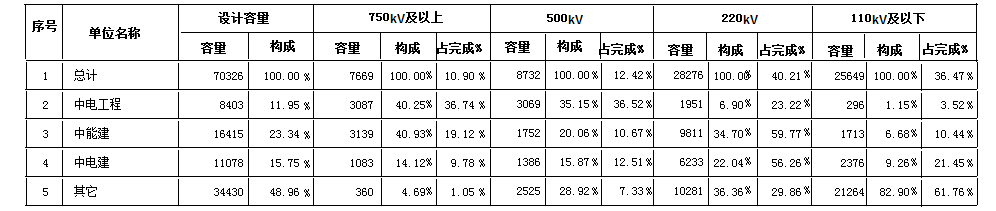 序号 单位名称 设计容量 750kV及以上 500kV 220kV 110kV及以下
容量 构成 容量 构成 占完成% 容量 构成 占完成% 容量 构成 占完成% 容量 构成 占完成%
1 总计 70326 100.00 % 7669 100.00% 10.90 % 8732 100.00 % 12.42% 28276 100.00% 40.21 % 25649 100.00 % 36.47%
2 中电工程 8403 11.95 % 3087 40.25% 36.74 % 3069 35.15% 36.52% 1951 6.90% 23.22% 296 1.15% 3.52%
3 中能建 16415 23.34 % 3139 40.93% 19.12 % 1752 20.06 % 10.67% 9811 34.70% 59.77% 1713 6.68% 10.44%
4 中电建 11078 15.75 % 1083 14.12% 9.78 % 1386 15.87% 12.51% 6233 22.04% 56.26% 2376 9.26% 21.45%
5 其它 34430 48.96 % 360 4.69% 1.05 % 2525 28.92% 7.33% 10281 36.36% 29.86% 21264 82.90% 61.76%